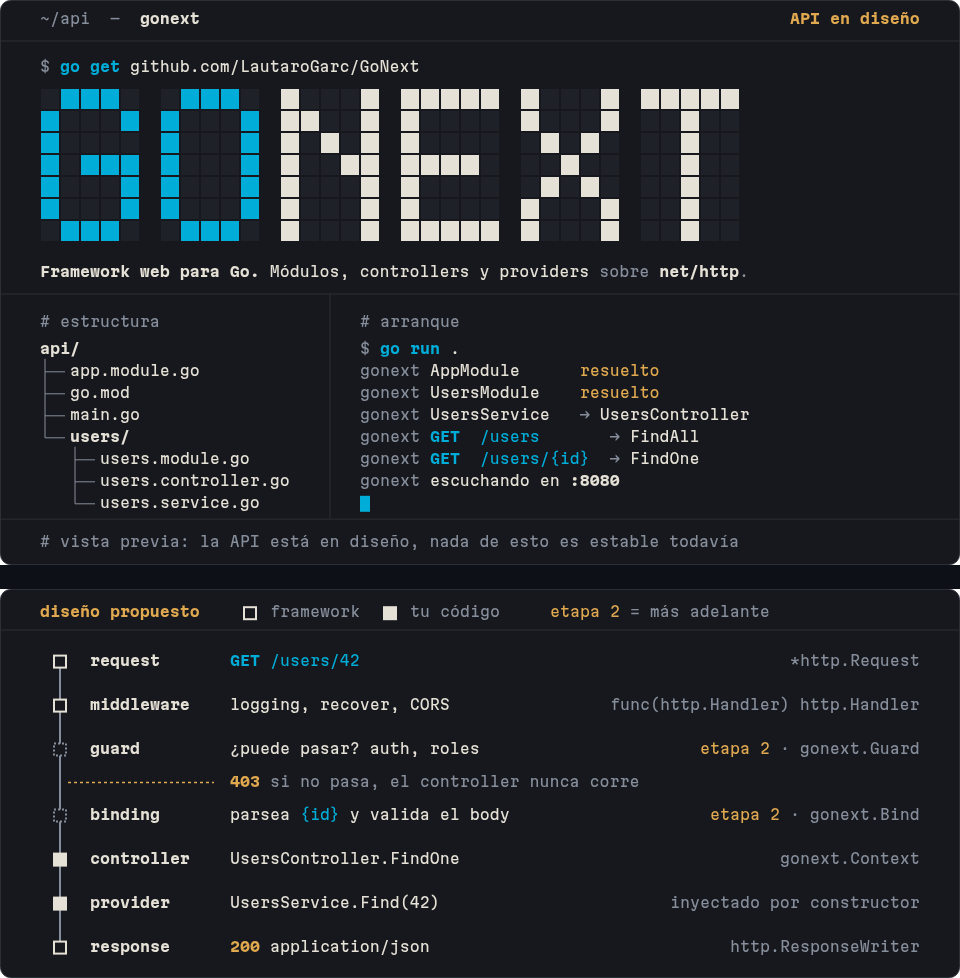 ~/api — gonext API en diseño
$ go get github.com/LautaroGarc/GoNext
GONEXT
Framework web para Go. Módulos, controllers y providers sobre net/http.
# estructura
api/
├── app.module.go
├── go.mod
├── main.go
└── users/
├── users.module.go
├── users.controller.go
└── users.service.go
# arranque
$ go run .
gonext AppModule resuelto
gonext UsersModule resuelto
gonext UsersService → UsersController
gonext GET /users → FindAll
gonext GET /users/{id} → FindOne
gonext escuchando en :8080
# vista previa: la API está en diseño, nada de esto es estable todavía
diseño propuesto framework tu código etapa 2 = más adelante
request GET /users/42 *http.Request
middleware logging, recover, CORS func(http.Handler) http.Handler
guard ¿puede pasar? auth, roles etapa 2 · gonext.Guard
403 si no pasa, el controller nunca corre
binding parsea {id} y valida el body etapa 2 · gonext.Bind
controller UsersController.FindOne gonext.Context
provider UsersService.Find(42) inyectado por constructor
response 200 application/json http.ResponseWriter